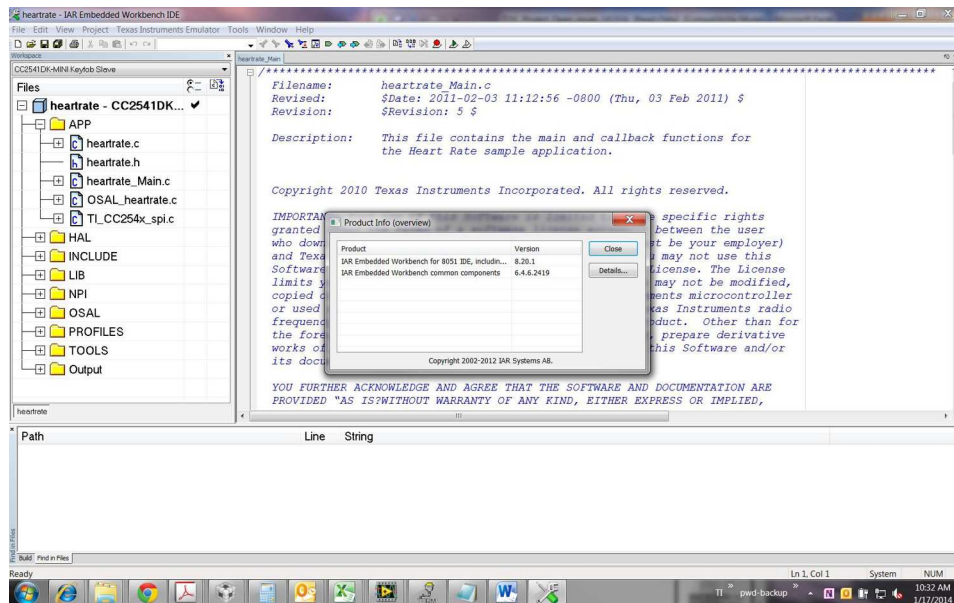 heartrate - IAR Embedded Workbench IDE
File Edit View Project Texas Instruments Emulator Tools Window Help
Workspace
CC2541DK-MINI Keyfob Slave
Files
heartrate - CC2541DK...
APP
heartrate.c
heartrate.h
heartrate_Main.c
OSAL_heartrate.c
TI_CC254x_spi.c
HAL
INCLUDE
LIB
NPI
OSAL
PROFILES
TOOLS
Output
heartrate
heartrate_Main
Filename: heartrate_Main.c
Revised: $Date: 2011-02-03 11:12:56 -0800 (Thu, 03 Feb 2011) $
Revision: $Revision: 5 $
Description: This file contains the main and callback functions for
the Heart Rate sample application.
Copyright 2010 Texas Instruments Incorporated. All rights reserved.
IMPORTAN
e specific rights
granted
between the user
who down
st be your employer)
and Texa
u may not use this
Software
License. The License
limits y
may not be modified,
copied o
ments microcontroller
or used
xas Instruments radio
frequenc
oduct. Other than for
the fore
, prepare derivative
works of
this Software and/or
its docu
YOU FURTHER ACKNOWLEDGE AND AGREE THAT THE SOFTWARE AND DOCUMENTATION ARE
PROVIDED "AS IS?WITHOUT WARRANTY OF ANY KIND, EITHER EXPRESS OR IMPLIED,
Product Info (overview)
Product Version
IAR Embedded Workbench for 8051 IDE, includin... 8.20.1
IAR Embedded Workbench common components 6.4.6.2419
Close
Details...
Copyright 2002-2012 IAR Systems AB.
Path Line String
Find in Files
Build Find in Files
Ready Ln 1, Col 1 System NUM
TI pwd-backup 10:32 AM
1/17/2014